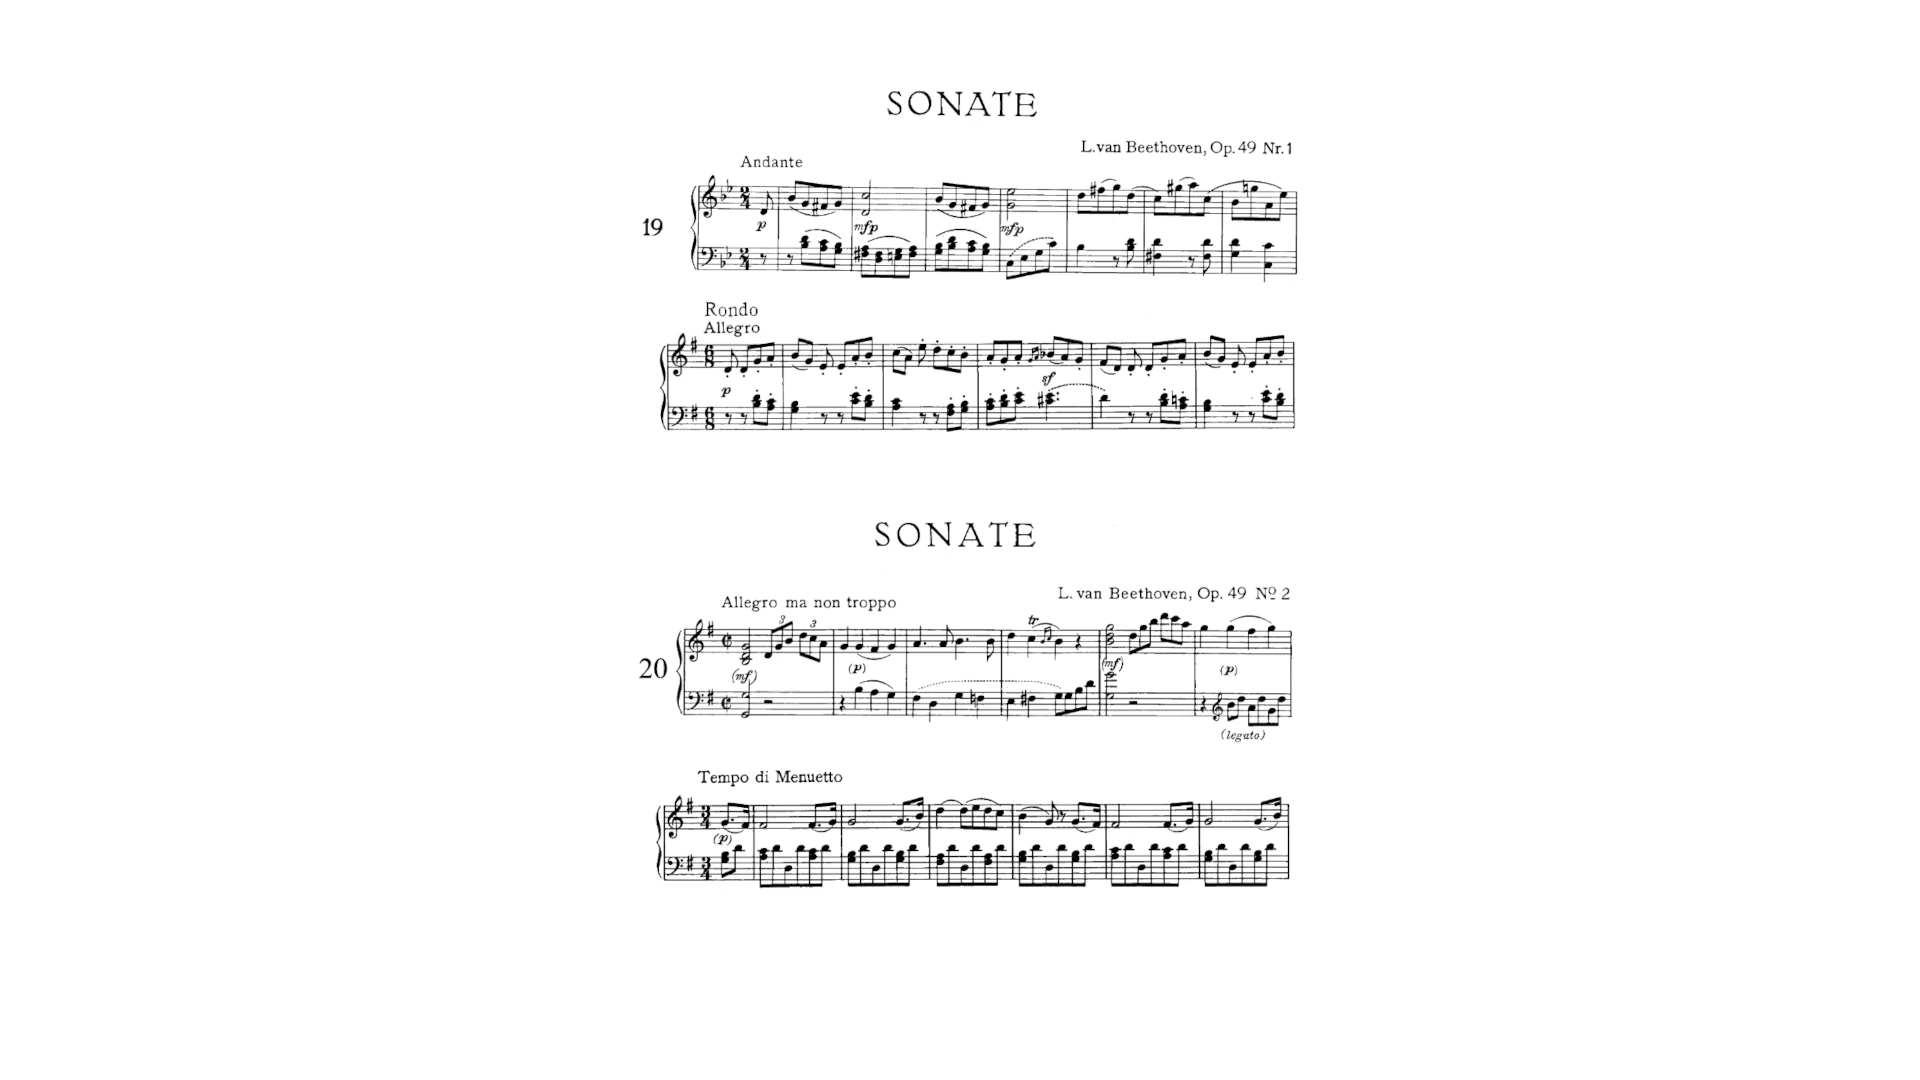 SONATE
L.van Beethoven, Op. 49 Nr. 1
Andante
19
p mfp mfp
Rondo
Allegro
p sf
SONATE
L. van Beethoven, Op. 49 Nº 2
Allegro ma non troppo
3 3 tr
20
(mf) (p) (mf) (p)
(legato)
Tempo di Menuetto
(p)